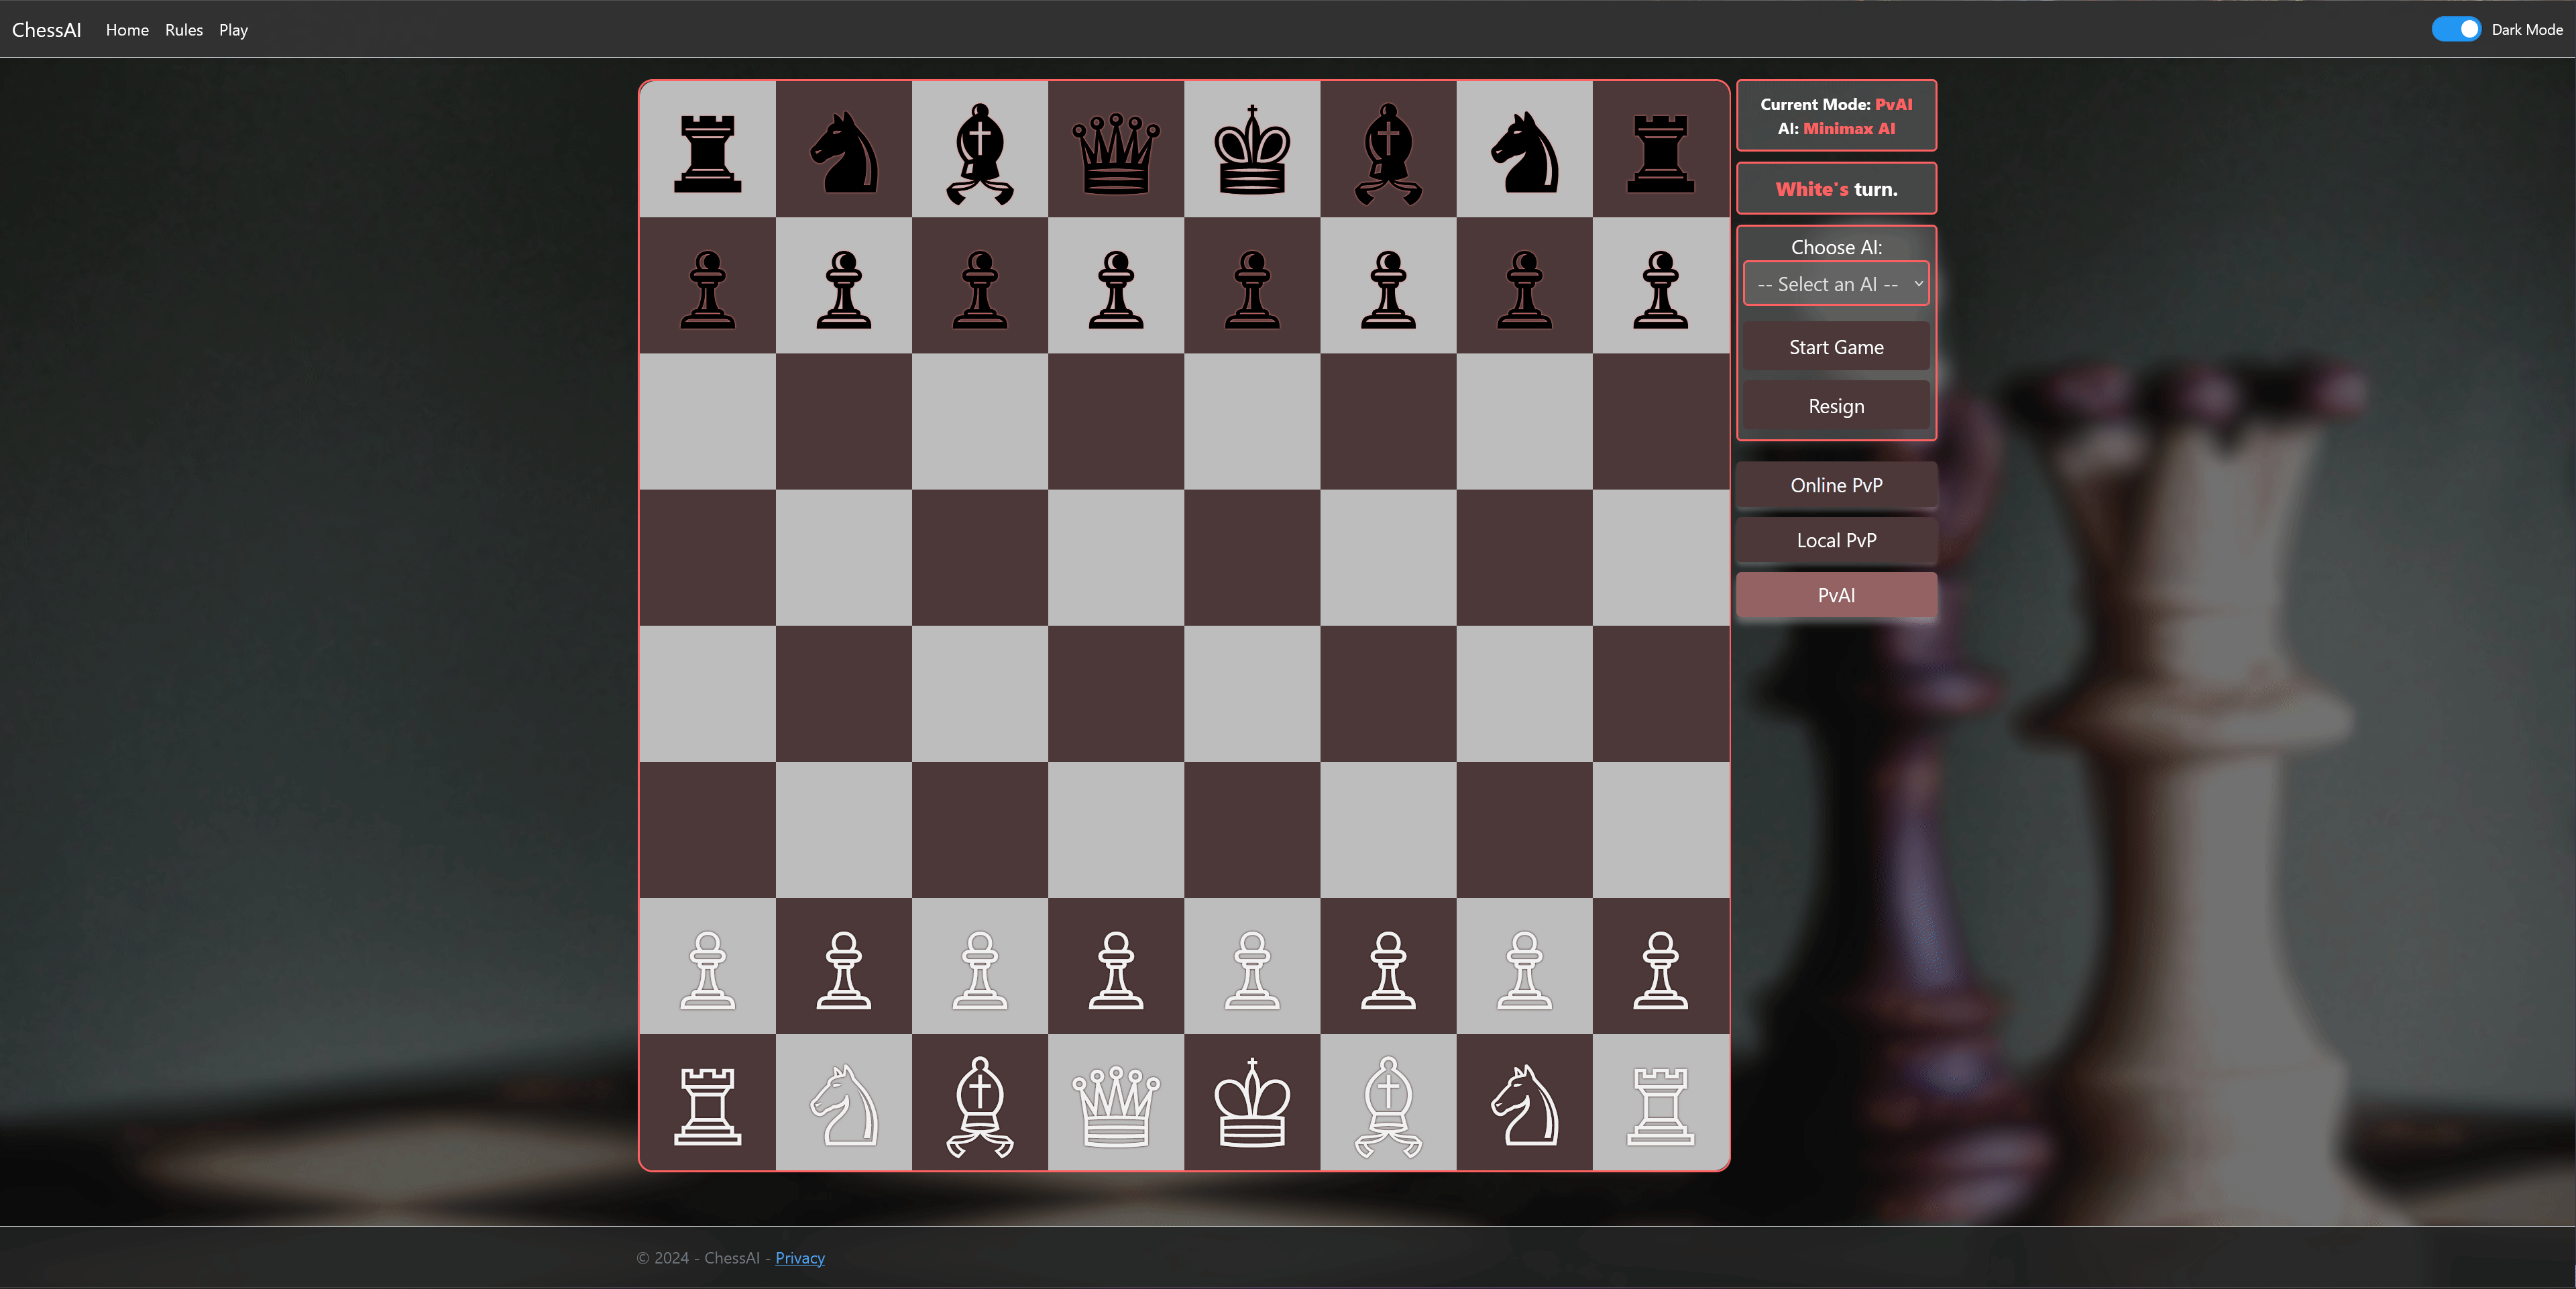 ChessAI Home Rules Play Dark Mode
Current Mode: PvAI
AI: Minimax AI
White's turn.
Choose AI:
-- Select an AI --
Start Game
Resign
Online PvP
Local PvP
PvAI
© 2024 - ChessAI - Privacy